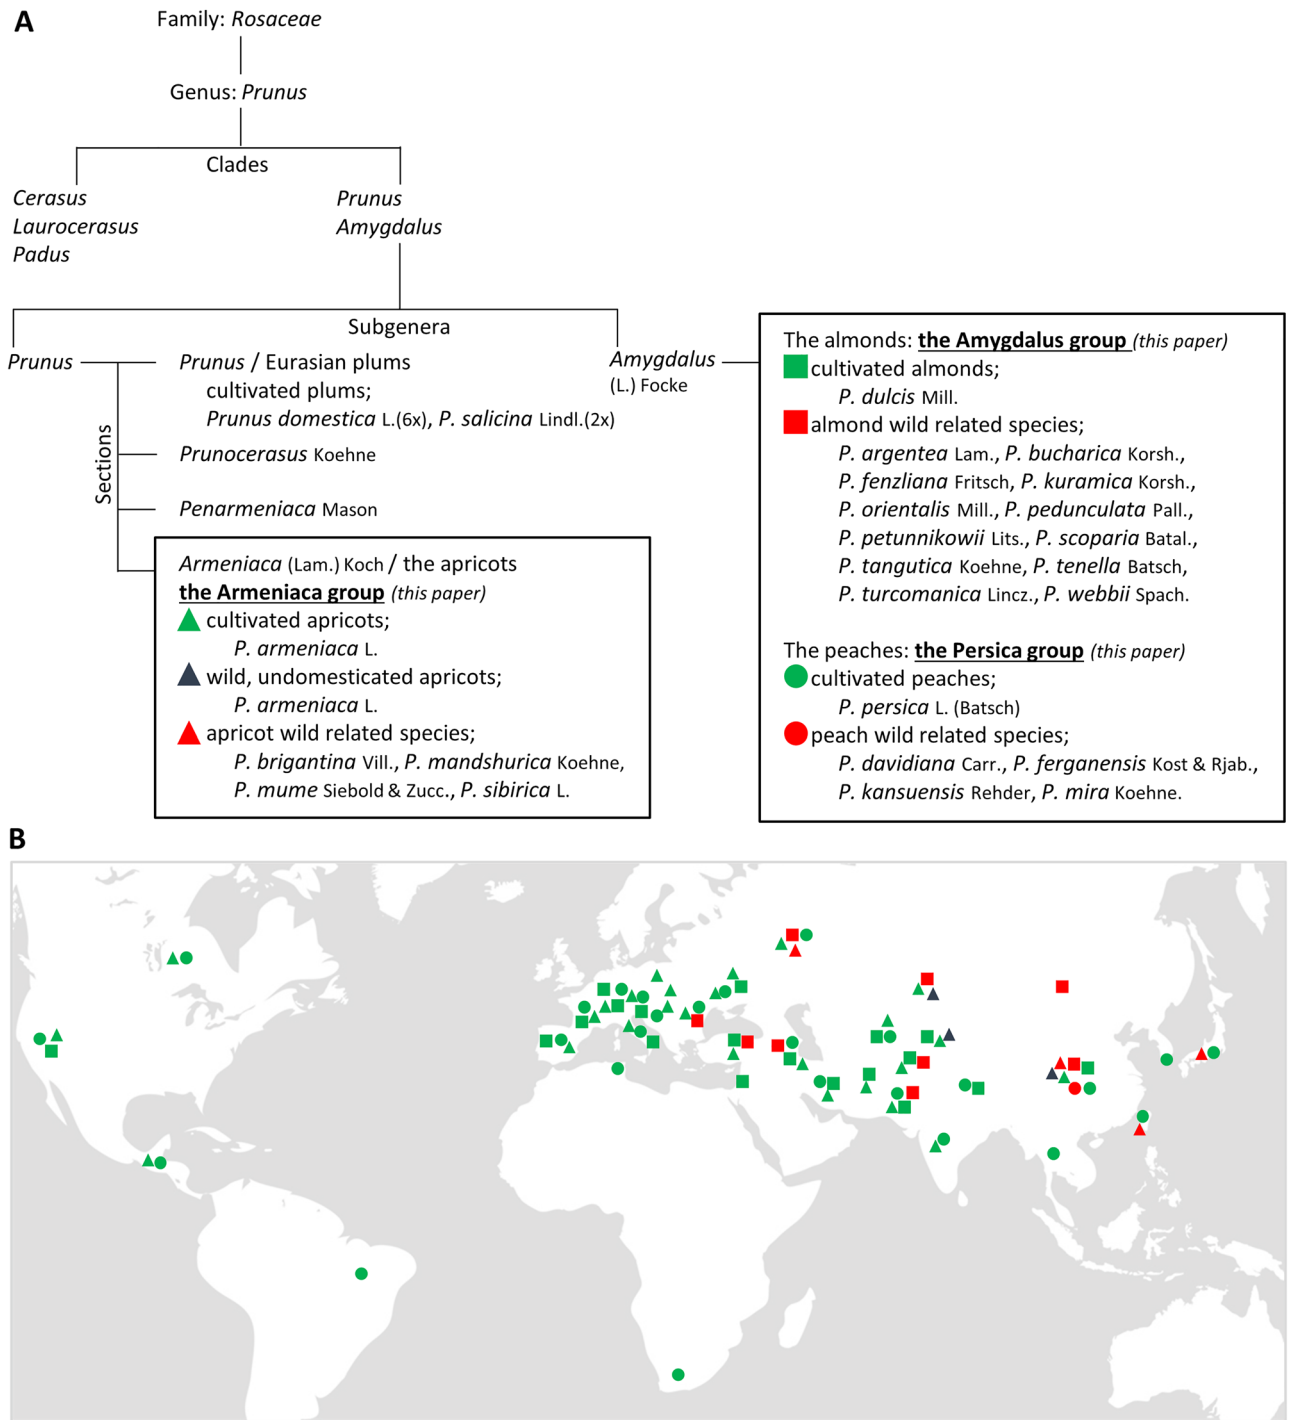 A
Family: Rosaceae
Genus: Prunus
Clades
Cerasus
Laurocerasus
Padus
Prunus
Amygdalus
Subgenera
Prunus
Sections
Prunus / Eurasian plums
cultivated plums;
Prunus domestica L.(6x), P. salicina Lindl.(2x)
Prunocerasus Koehne
Penarmeniaca Mason
Armeniaca (Lam.) Koch / the apricots
the Armeniaca group (this paper)
cultivated apricots;
P. armeniaca L.
wild, undomesticated apricots;
P. armeniaca L.
apricot wild related species;
P. brigantina Vill., P. mandshurica Koehne,
P. mume Siebold & Zucc., P. sibirica L.
Amygdalus
(L.) Focke
The almonds: the Amygdalus group (this paper)
cultivated almonds;
P. dulcis Mill.
almond wild related species;
P. argentea Lam., P. bucharica Korsh.,
P. fenzliana Fritsch, P. kuramica Korsh.,
P. orientalis Mill., P. pedunculata Pall.,
P. petunnikowii Lits., P. scoparia Batal.,
P. tangutica Koehne, P. tenella Batsch,
P. turcomanica Lincz., P. webbii Spach.
The peaches: the Persica group (this paper)
cultivated peaches;
P. persica L. (Batsch)
peach wild related species;
P. davidiana Carr., P. ferganensis Kost & Rjab.,
P. kansuensis Rehder, P. mira Koehne.
B